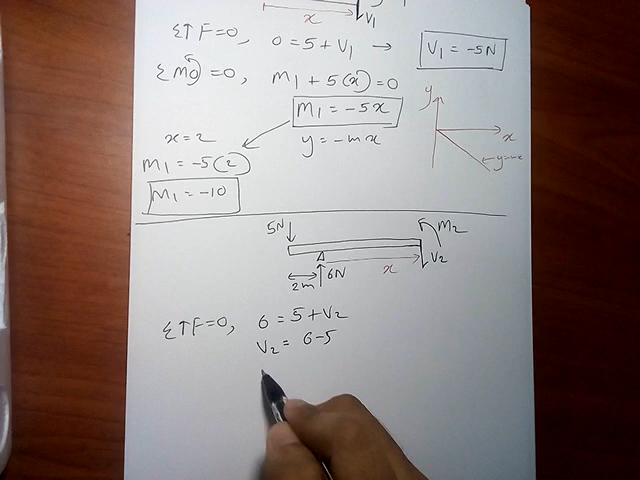 x
V₁
Σ↑F=0, 0=5+V₁ → V₁ = -5N
ΣM↻=0, M₁+5(x)=0
M₁ = -5x
y
x
y=-mx
x=2
y=-mx
M₁ = -5(2)
M₁ = -10
5N
M₂
x
V₂
2m
6N
Σ↑F=0, 6 = 5+V₂
V₂ = 6-5